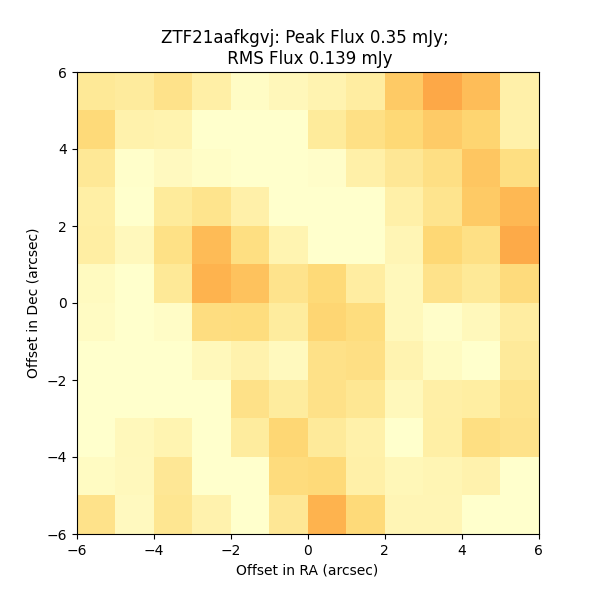 ZTF21aafkgvj: Peak Flux 0.35 mJy;
RMS Flux 0.139 mJy
6
4
2
0
−2
−4
−6
Offset in Dec (arcsec)
−6 −4 −2 0 2 4 6
Offset in RA (arcsec)